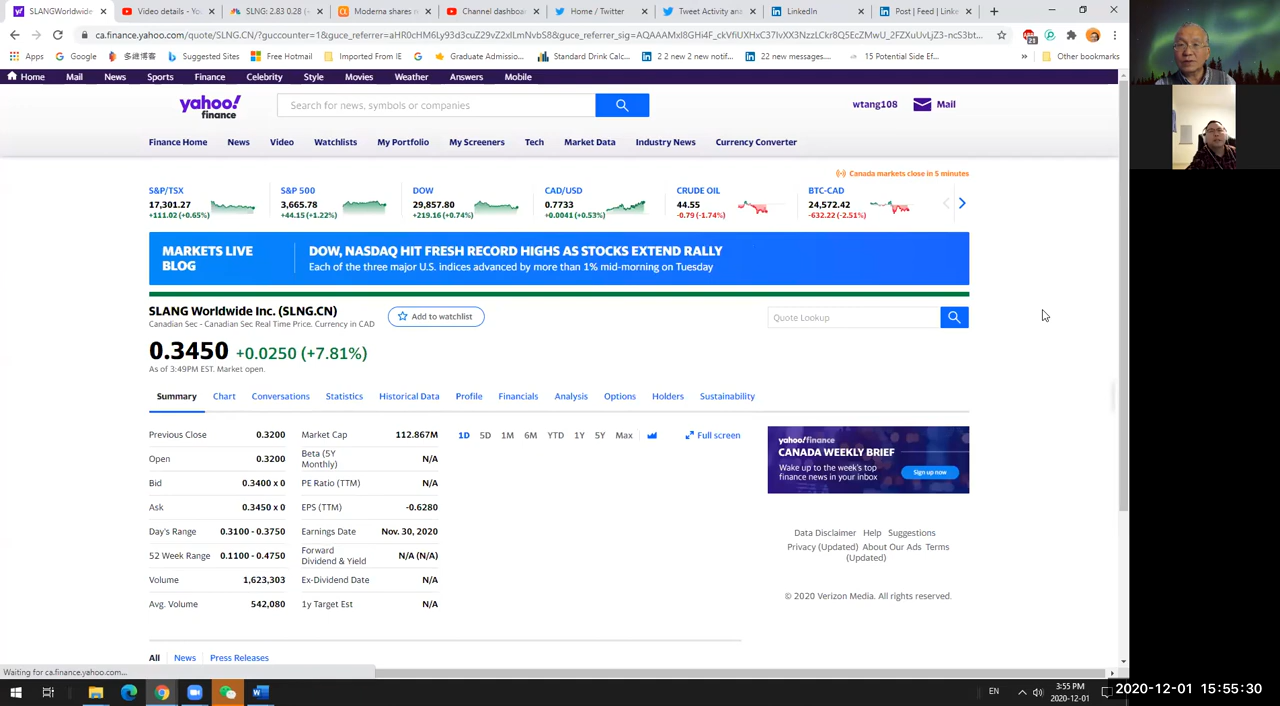 SLANGWorldwide
Video details - Yo
SLNG: 2.83 0.28 (
Moderna shares m
Channel dashboa
Home / Twitter
Tweet Activity ana
LinkedIn
Post | Feed | Link
Apps
Google
多维博客
Suggested Sites
Free Hotmail
Imported From IE
Graduate Admissio...
Standard Drink Calc...
2 2 new 2 new notif...
22 new messages....
15 Potential Side Ef...
Other bookmarks
Home
Mail
News
Sports
Finance
Celebrity
Style
Movies
Weather
Answers
Mobile
yahoo!
finance
Search for news, symbols or companies
wtang108
Mail
Finance Home
News
Video
Watchlists
My Portfolio
My Screeners
Tech
Market Data
Industry News
Currency Converter
Canada markets close in 5 minutes
S&P/TSX
17,301.27
+111.02 (+0.65%)
S&P 500
3,665.78
+44.15 (+1.22%)
DOW
29,857.80
+219.16 (+0.74%)
CAD/USD
0.7733
+0.0041 (+0.53%)
CRUDE OIL
44.55
-0.79 (-1.74%)
BTC-CAD
24,572.42
-632.22 (-2.51%)
MARKETS LIVE
BLOG
DOW, NASDAQ HIT FRESH RECORD HIGHS AS STOCKS EXTEND RALLY
Each of the three major U.S. indices advanced by more than 1% mid-morning on Tuesday
SLANG Worldwide Inc. (SLNG.CN)
Canadian Sec - Canadian Sec Real Time Price. Currency in CAD
Add to watchlist
Quote Lookup
0.3450 +0.0250 (+7.81%)
As of 3:49PM EST. Market open.
Summary
Chart
Conversations
Statistics
Historical Data
Profile
Financials
Analysis
Options
Holders
Sustainability
Previous Close 0.3200
Open 0.3200
Bid 0.3400 x 0
Ask 0.3450 x 0
Day's Range 0.3100 - 0.3750
52 Week Range 0.1100 - 0.4750
Volume 1,623,303
Avg. Volume 542,080
Market Cap 112.867M
Beta (5Y
Monthly) N/A
PE Ratio (TTM) N/A
EPS (TTM) -0.6280
Earnings Date Nov. 30, 2020
Forward
Dividend & Yield N/A (N/A)
Ex-Dividend Date N/A
1y Target Est N/A
1D 5D 1M 6M YTD 1Y 5Y Max
Full screen
yahoo!finance
CANADA WEEKLY BRIEF
Wake up to the week's top
finance news in your inbox
Sign up now
Data Disclaimer Help Suggestions
Privacy (Updated) About Our Ads Terms
(Updated)
© 2020 Verizon Media. All rights reserved.
All News Press Releases
Waiting for ca.finance.yahoo.com...
EN
3:55 PM
2020-12-01
2020-12-01 15:55:30